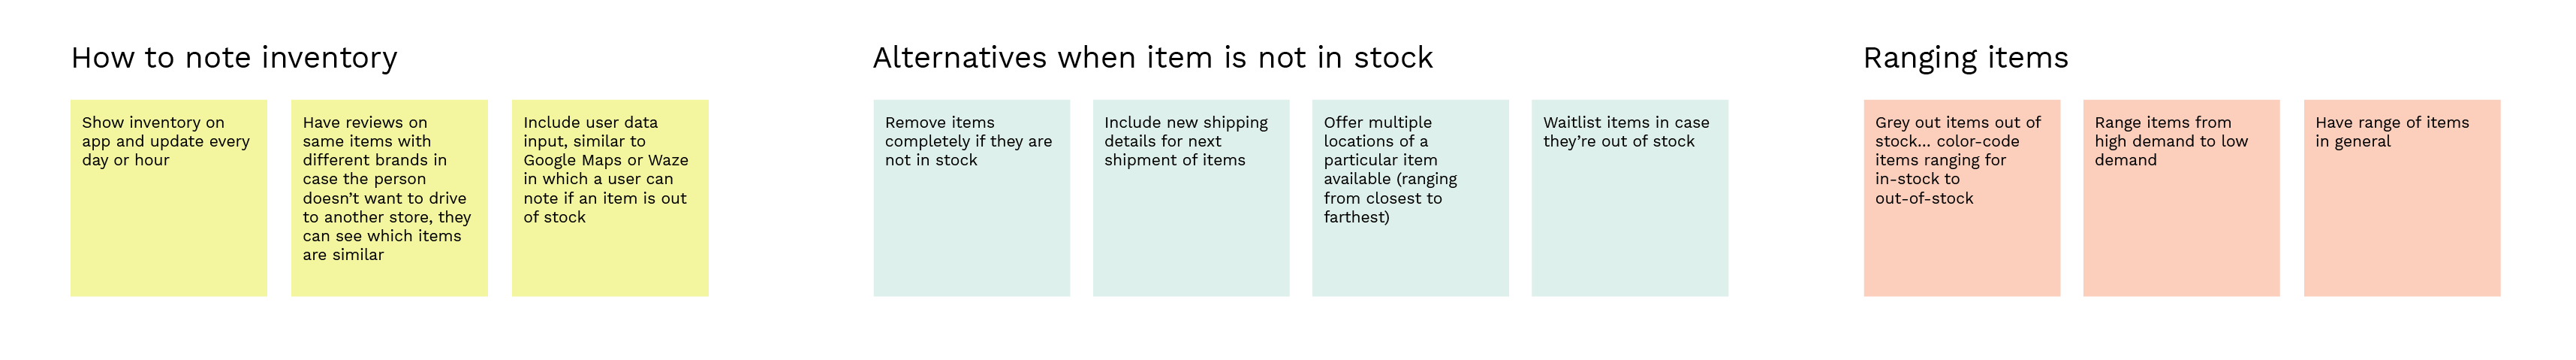 How to note inventory
Show inventory on
app and update every
day or hour
Have reviews on
same items with
different brands in
case the person
doesn’t want to drive
to another store, they
can see which items
are similar
Include user data
input, similar to
Google Maps or Waze
in which a user can
note if an item is out
of stock
Alternatives when item is not in stock
Remove items
completely if they are
not in stock
Include new shipping
details for next
shipment of items
Offer multiple
locations of a
particular item
available (ranging
from closest to
farthest)
Waitlist items in case
they’re out of stock
Ranging items
Grey out items out of
stock... color-code
items ranging for
in-stock to
out-of-stock
Range items from
high demand to low
demand
Have range of items
in general